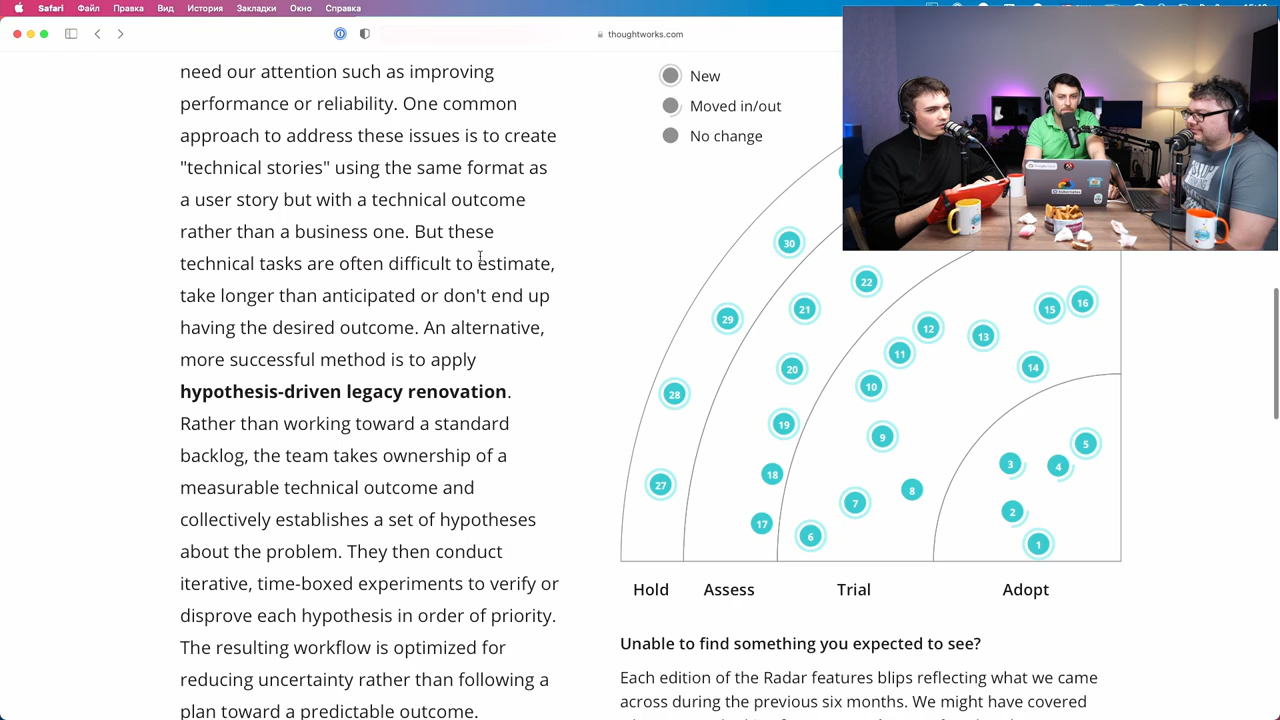 Safari Файл Правка Вид История Закладки Окно Справка
thoughtworks.com
need our attention such as improving
performance or reliability. One common
approach to address these issues is to create
"technical stories" using the same format as
a user story but with a technical outcome
rather than a business one. But these
technical tasks are often difficult to estimate,
take longer than anticipated or don't end up
having the desired outcome. An alternative,
more successful method is to apply
hypothesis-driven legacy renovation.
Rather than working toward a standard
backlog, the team takes ownership of a
measurable technical outcome and
collectively establishes a set of hypotheses
about the problem. They then conduct
iterative, time-boxed experiments to verify or
disprove each hypothesis in order of priority.
The resulting workflow is optimized for
reducing uncertainty rather than following a
plan toward a predictable outcome.
New
Moved in/out
No change
30
22
29
21
12
15
16
13
11
20
14
10
28
19
9
5
3
4
18
27
8
7
2
17
6
1
Hold Assess Trial Adopt
Unable to find something you expected to see?
Each edition of the Radar features blips reflecting what we came
across during the previous six months. We might have covered